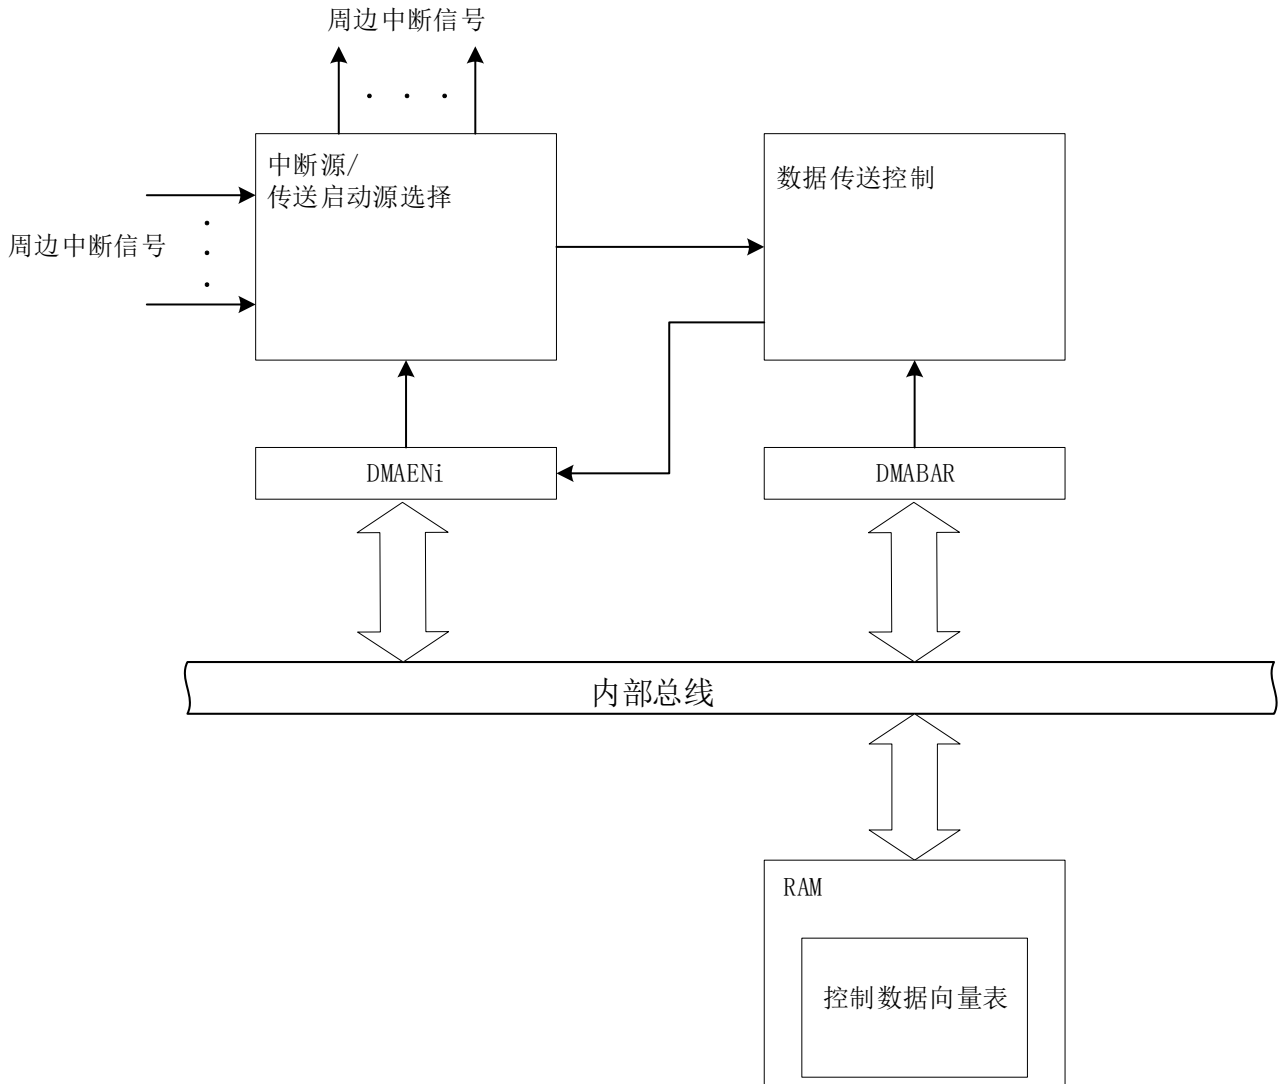 周边中断信号
中断源/
传送启动源选择
数据传送控制
周边中断信号
DMAENi
DMABAR
内部总线
RAM
控制数据向量表